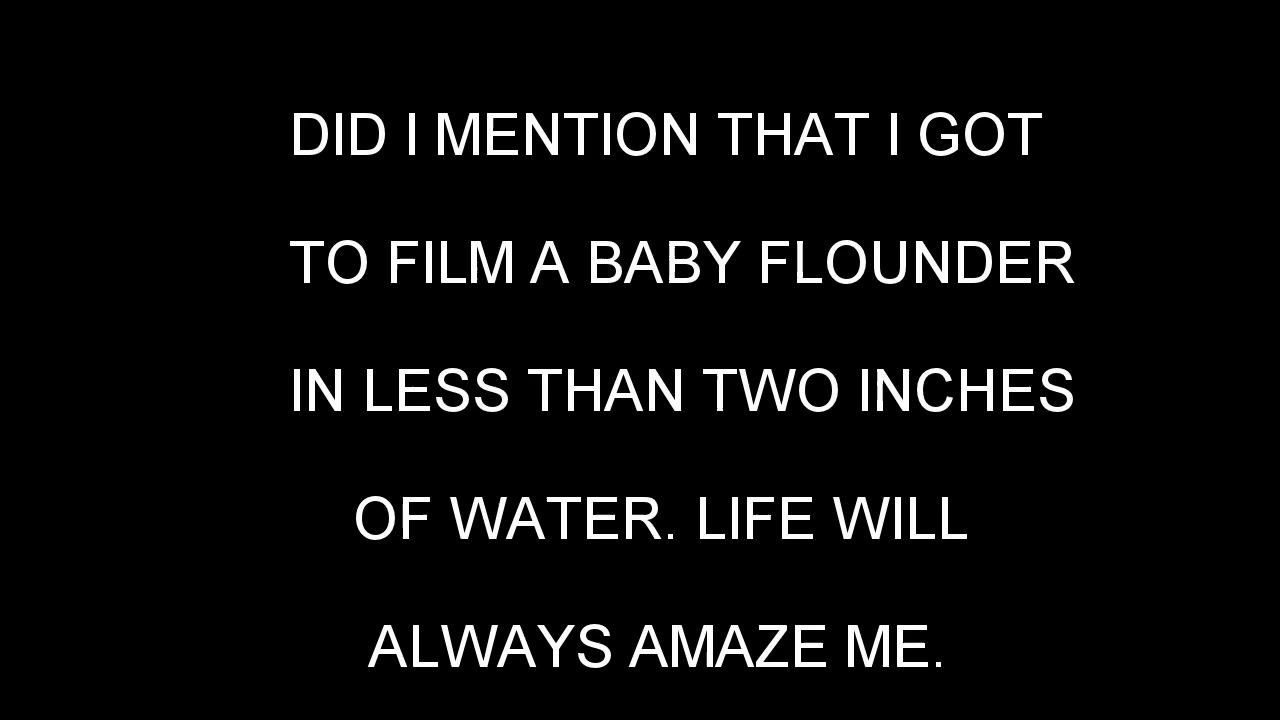 DID I MENTION THAT I GOT
TO FILM A BABY FLOUNDER
IN LESS THAN TWO INCHES
OF WATER. LIFE WILL
ALWAYS AMAZE ME.